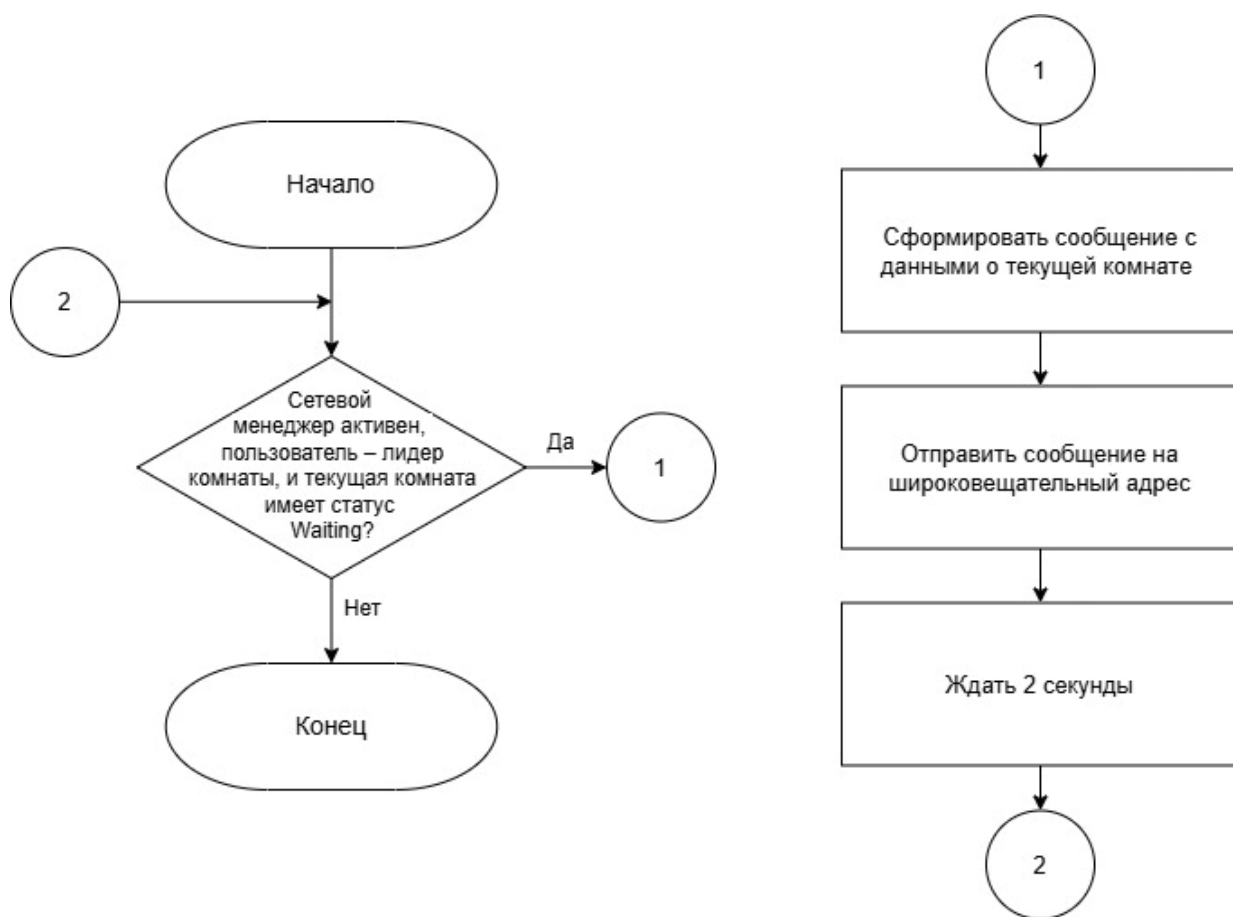 Начало
2
Сетевой
менеджер активен,
пользователь – лидер
комнаты, и текущая комната
имеет статус
Waiting?
Да
1
Нет
Конец
1
Сформировать сообщение с
данными о текущей комнате
Отправить сообщение на
широковещательный адрес
Ждать 2 секунды
2